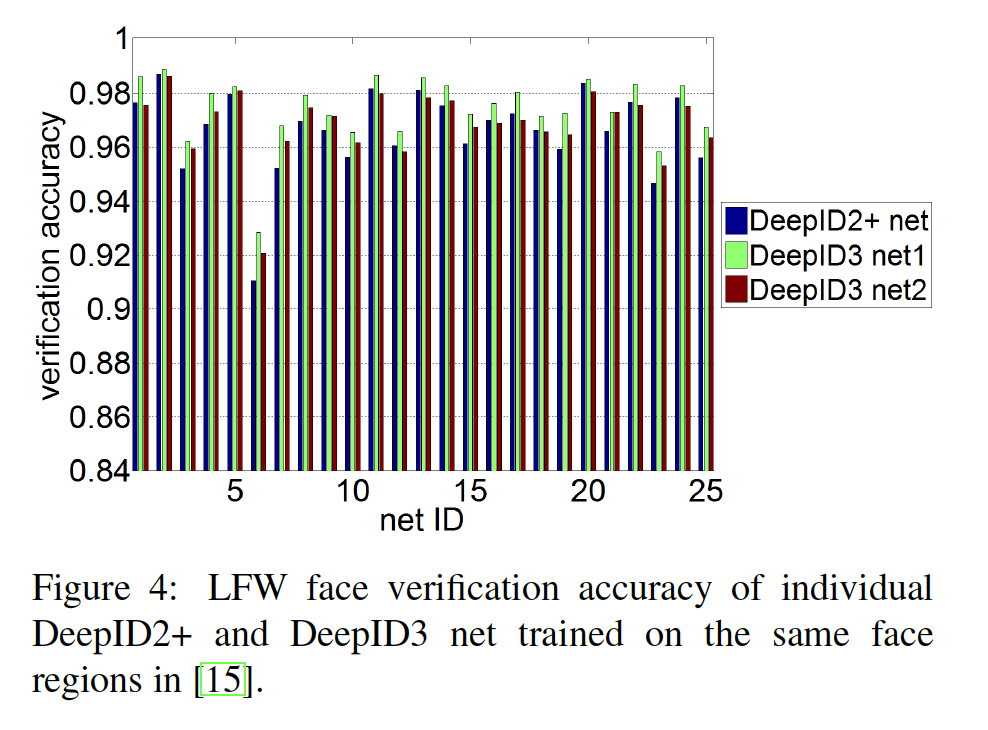 1
0.98
0.96
0.94
0.92
0.9
0.88
0.86
0.84
verification accuracy
5 10 15 20 25
net ID
DeepID2+ net
DeepID3 net1
DeepID3 net2
Figure 4: LFW face verification accuracy of individual
DeepID2+ and DeepID3 net trained on the same face
regions in [15].